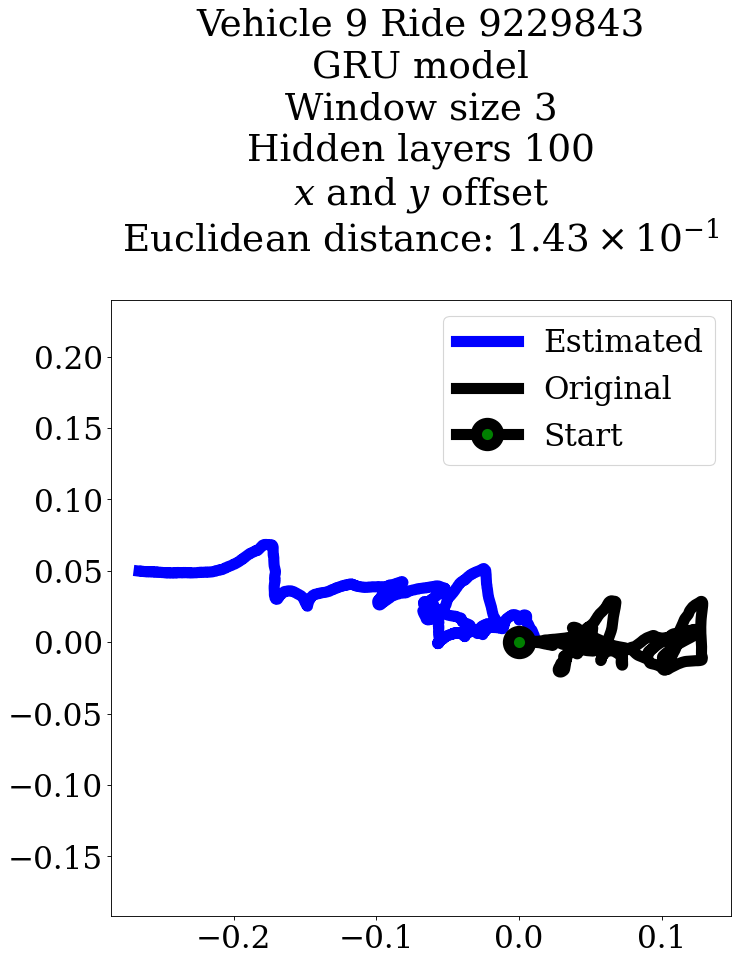 Vehicle 9 Ride 9229843
GRU model
Window size 3
Hidden layers 100
x and y offset
Euclidean distance: 1.43 × 10⁻¹
Estimated
Original
Start
0.20
0.15
0.10
0.05
0.00
−0.05
−0.10
−0.15
−0.2 −0.1 0.0 0.1